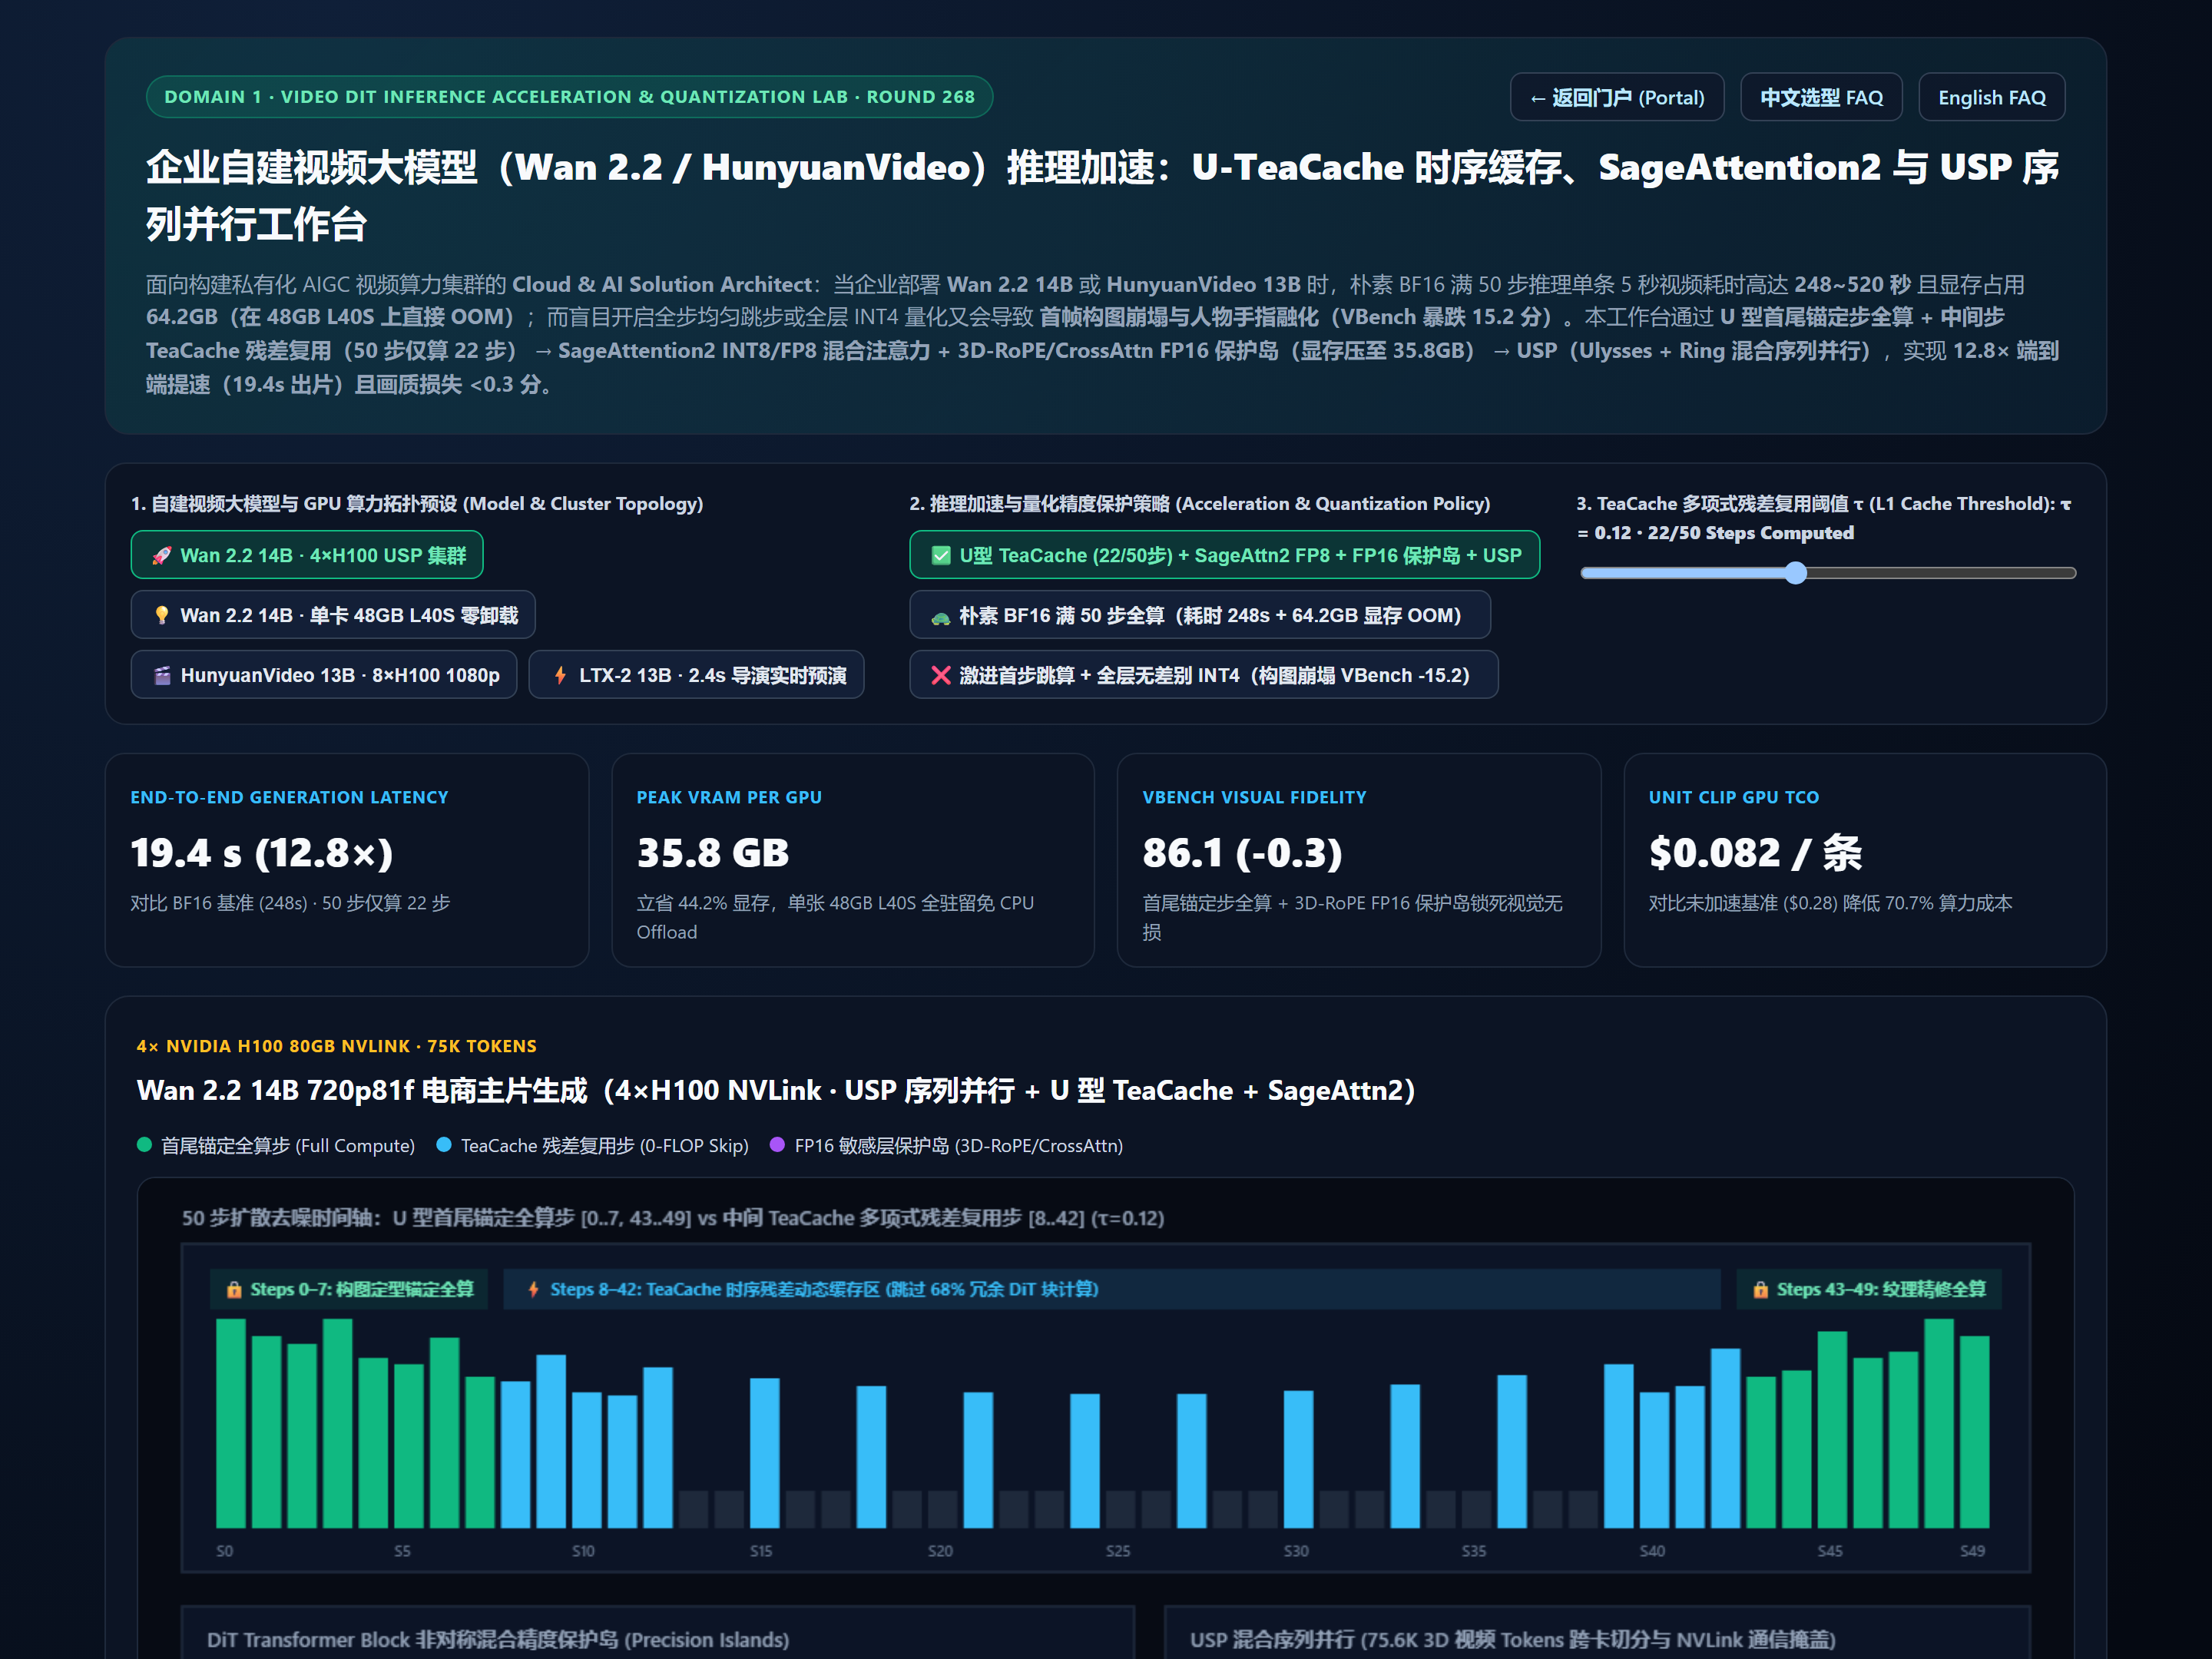 DOMAIN 1 · VIDEO DIT INFERENCE ACCELERATION & QUANTIZATION LAB · ROUND 268
← 返回门户 (Portal)
中文选型 FAQ
English FAQ
企业自建视频大模型（Wan 2.2 / HunyuanVideo）推理加速：U-TeaCache 时序缓存、SageAttention2 与 USP 序
列并行工作台
面向构建私有化 AIGC 视频算力集群的 Cloud & AI Solution Architect：当企业部署 Wan 2.2 14B 或 HunyuanVideo 13B 时，朴素 BF16 满 50 步推理单条 5 秒视频耗时高达 248~520 秒 且显存占用
64.2GB（在 48GB L40S 上直接 OOM）；而盲目开启全步均匀跳步或全层 INT4 量化又会导致 首帧构图崩塌与人物手指融化（VBench 暴跌 15.2 分）。本工作台通过 U 型首尾锚定步全算 + 中间步
TeaCache 残差复用（50 步仅算 22 步） → SageAttention2 INT8/FP8 混合注意力 + 3D-RoPE/CrossAttn FP16 保护岛（显存压至 35.8GB） → USP（Ulysses + Ring 混合序列并行），实现 12.8× 端到
端提速（19.4s 出片）且画质损失 <0.3 分。
1. 自建视频大模型与 GPU 算力拓扑预设 (Model & Cluster Topology)
🚀 Wan 2.2 14B · 4×H100 USP 集群
💡 Wan 2.2 14B · 单卡 48GB L40S 零卸载
🎬 HunyuanVideo 13B · 8×H100 1080p
⚡ LTX-2 13B · 2.4s 导演实时预演
2. 推理加速与量化精度保护策略 (Acceleration & Quantization Policy)
✅ U型 TeaCache (22/50步) + SageAttn2 FP8 + FP16 保护岛 + USP
🐢 朴素 BF16 满 50 步全算（耗时 248s + 64.2GB 显存 OOM）
❌ 激进首步跳算 + 全层无差别 INT4（构图崩塌 VBench -15.2）
3. TeaCache 多项式残差复用阈值 τ (L1 Cache Threshold): τ
= 0.12 · 22/50 Steps Computed
END-TO-END GENERATION LATENCY
19.4 s (12.8×)
对比 BF16 基准 (248s) · 50 步仅算 22 步
PEAK VRAM PER GPU
35.8 GB
立省 44.2% 显存，单张 48GB L40S 全驻留免 CPU
Offload
VBENCH VISUAL FIDELITY
86.1 (-0.3)
首尾锚定步全算 + 3D-RoPE FP16 保护岛锁死视觉无
损
UNIT CLIP GPU TCO
$0.082 / 条
对比未加速基准 ($0.28) 降低 70.7% 算力成本
4× NVIDIA H100 80GB NVLINK · 75K TOKENS
Wan 2.2 14B 720p81f 电商主片生成（4×H100 NVLink · USP 序列并行 + U 型 TeaCache + SageAttn2）
首尾锚定全算步 (Full Compute)
TeaCache 残差复用步 (0-FLOP Skip)
FP16 敏感层保护岛 (3D-RoPE/CrossAttn)
50 步扩散去噪时间轴：U 型首尾锚定全算步 [0..7, 43..49] vs 中间 TeaCache 多项式残差复用步 [8..42] (τ=0.12)
🔒 Steps 0–7: 构图定型锚定全算
⚡ Steps 8–42: TeaCache 时序残差动态缓存区 (跳过 68% 冗余 DiT 块计算)
🔒 Steps 43–49: 纹理精修全算
S0 S5 S10 S15 S20 S25 S30 S35 S40 S45 S49
DiT Transformer Block 非对称混合精度保护岛 (Precision Islands)
USP 混合序列并行 (75.6K 3D 视频 Tokens 跨卡切分与 NVLink 通信掩盖)